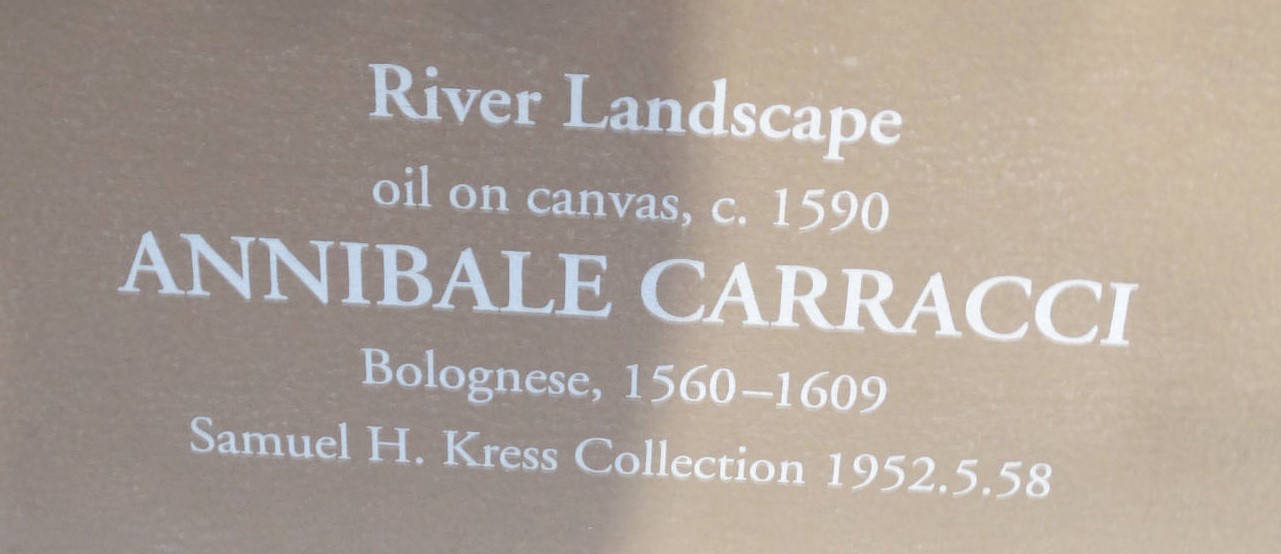 River Landscape
oil on canvas, c. 1590
ANNIBALE CARRACCI
Bolognese, 1560–1609
Samuel H. Kress Collection 1952.5.58